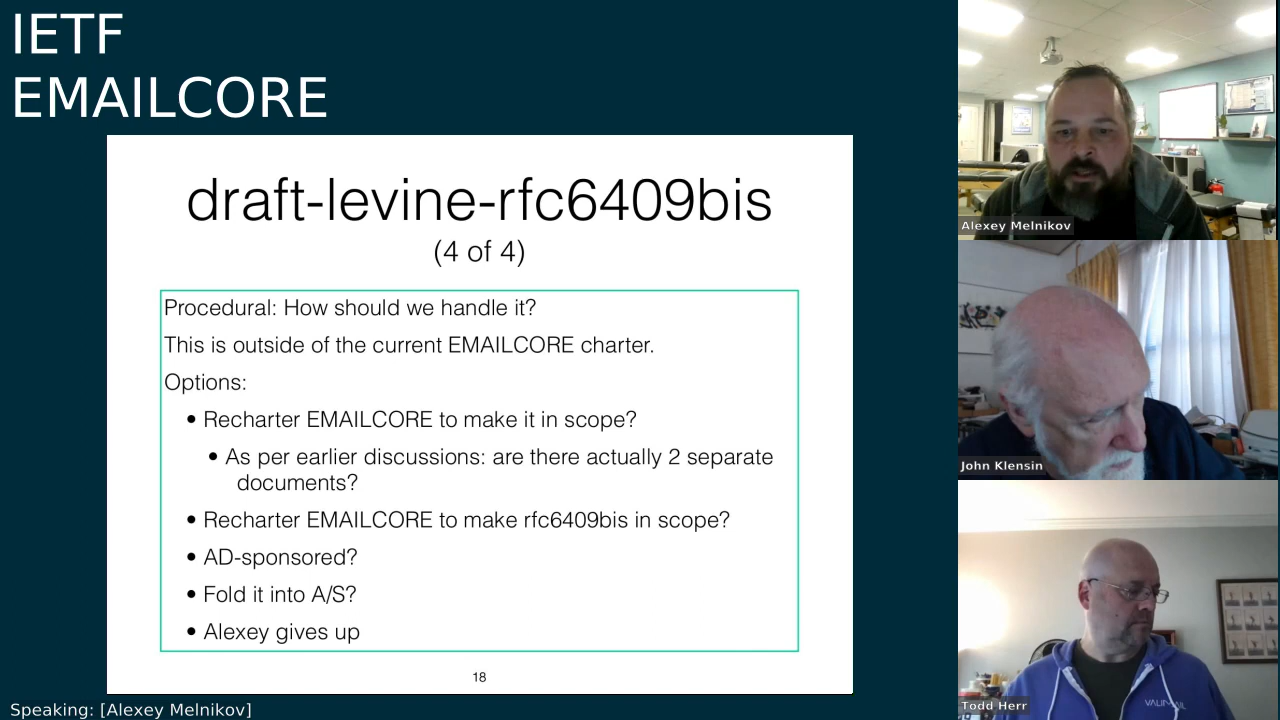 IETF
EMAILCORE
draft-levine-rfc6409bis
(4 of 4)
Procedural: How should we handle it?
This is outside of the current EMAILCORE charter.
Options:
• Recharter EMAILCORE to make it in scope?
• As per earlier discussions: are there actually 2 separate
documents?
• Recharter EMAILCORE to make rfc6409bis in scope?
• AD-sponsored?
• Fold it into A/S?
• Alexey gives up
18
Speaking: [Alexey Melnikov]
Alexey Melnikov
John Klensin
VALIMAIL
Todd Herr